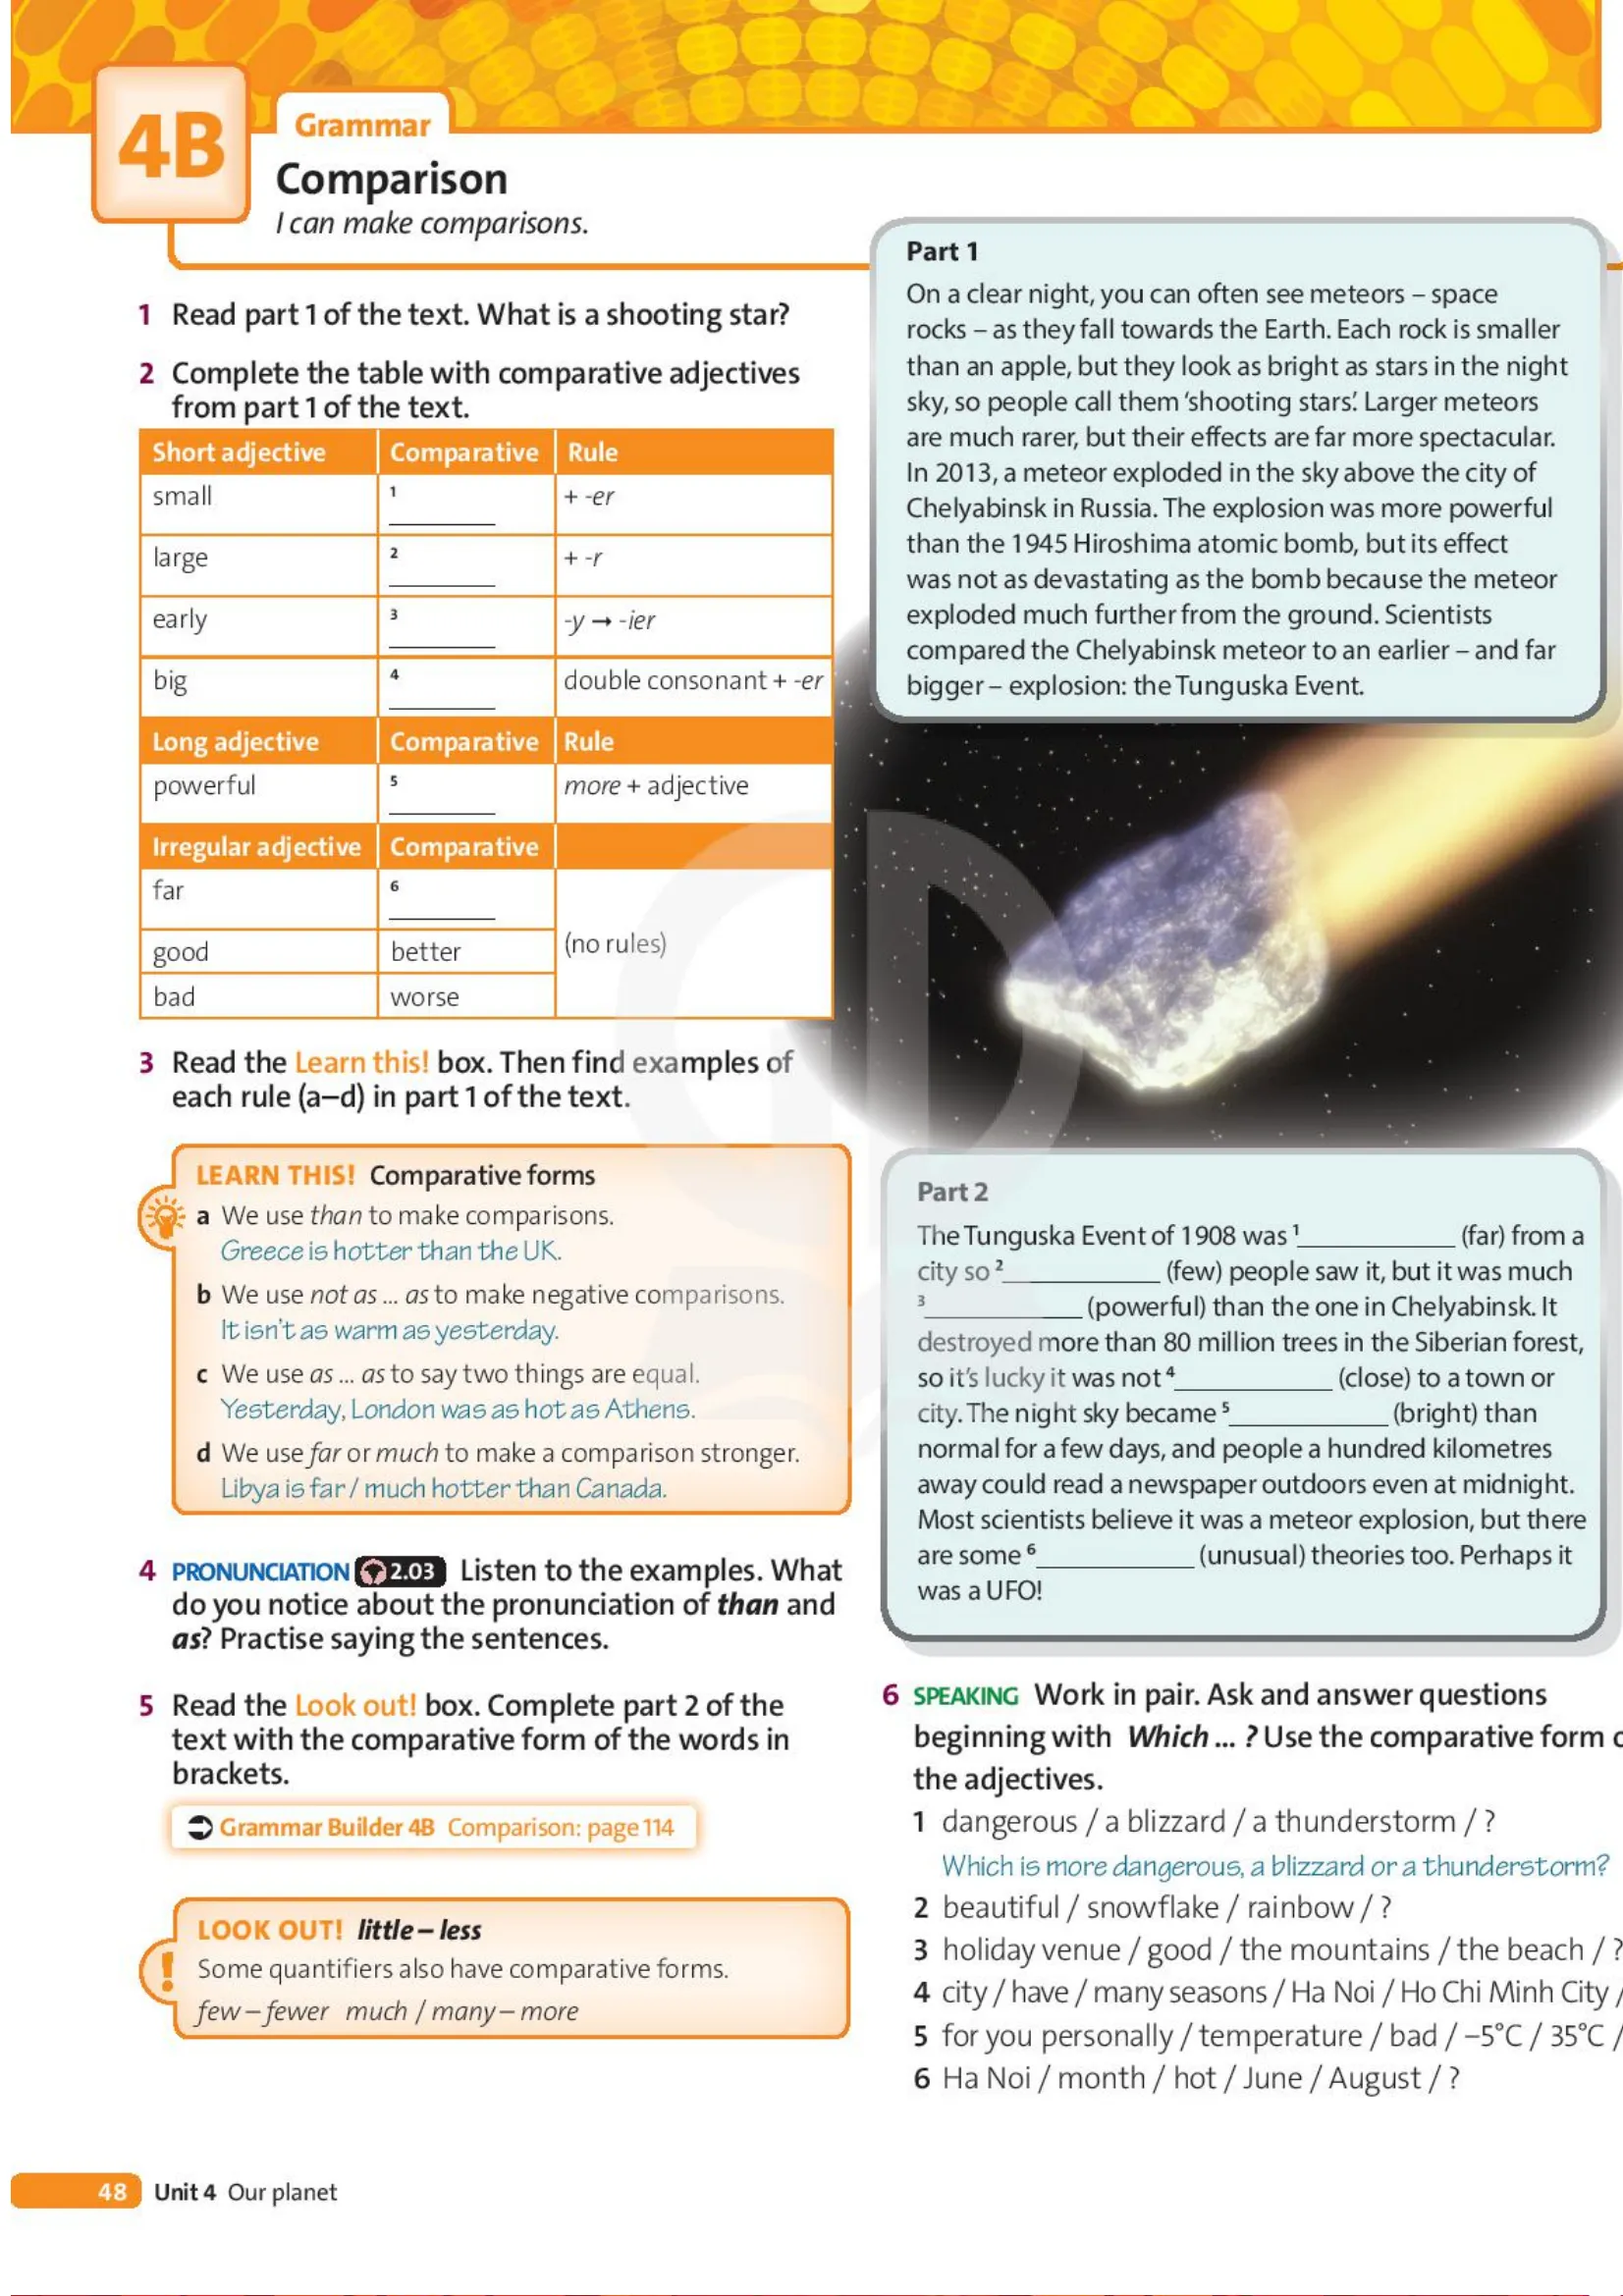 4B
Grammar
Comparison
I can make comparisons.
1 Read part 1 of the text. What is a shooting star?
2 Complete the table with comparative adjectives
from part 1 of the text.
Short adjective Comparative Rule
small 1 ________ + -er
large 2 ________ + -r
early 3 ________ -y → -ier
big 4 ________ double consonant + -er
Long adjective Comparative Rule
powerful 5 ________ more + adjective
Irregular adjective Comparative
far 6 ________
good better (no rules)
bad worse
3 Read the Learn this! box. Then find examples of
each rule (a–d) in part 1 of the text.
LEARN THIS! Comparative forms
a We use than to make comparisons.
Greece is hotter than the UK.
b We use not as ... as to make negative comparisons.
It isn't as warm as yesterday.
c We use as ... as to say two things are equal.
Yesterday, London was as hot as Athens.
d We use far or much to make a comparison stronger.
Libya is far / much hotter than Canada.
4 PRONUNCIATION 2.03 Listen to the examples. What
do you notice about the pronunciation of than and
as? Practise saying the sentences.
5 Read the Look out! box. Complete part 2 of the
text with the comparative form of the words in
brackets.
Grammar Builder 4B Comparison: page 114
LOOK OUT! little – less
! Some quantifiers also have comparative forms.
few – fewer much / many – more
Part 1
On a clear night, you can often see meteors – space
rocks – as they fall towards the Earth. Each rock is smaller
than an apple, but they look as bright as stars in the night
sky, so people call them 'shooting stars'. Larger meteors
are much rarer, but their effects are far more spectacular.
In 2013, a meteor exploded in the sky above the city of
Chelyabinsk in Russia. The explosion was more powerful
than the 1945 Hiroshima atomic bomb, but its effect
was not as devastating as the bomb because the meteor
exploded much further from the ground. Scientists
compared the Chelyabinsk meteor to an earlier – and far
bigger – explosion: the Tunguska Event.
Part 2
The Tunguska Event of 1908 was 1____________ (far) from a
city so 2____________ (few) people saw it, but it was much
3____________ (powerful) than the one in Chelyabinsk. It
destroyed more than 80 million trees in the Siberian forest,
so it's lucky it was not 4____________ (close) to a town or
city. The night sky became 5____________ (bright) than
normal for a few days, and people a hundred kilometres
away could read a newspaper outdoors even at midnight.
Most scientists believe it was a meteor explosion, but there
are some 6____________ (unusual) theories too. Perhaps it
was a UFO!
6 SPEAKING Work in pair. Ask and answer questions
beginning with Which ... ? Use the comparative form
the adjectives.
1 dangerous / a blizzard / a thunderstorm / ?
Which is more dangerous, a blizzard or a thunderstorm?
2 beautiful / snowflake / rainbow / ?
3 holiday venue / good / the mountains / the beach / ?
4 city / have / many seasons / Ha Noi / Ho Chi Minh City /
5 for you personally / temperature / bad / –5°C / 35°C /
6 Ha Noi / month / hot / June / August / ?
48 Unit 4 Our planet